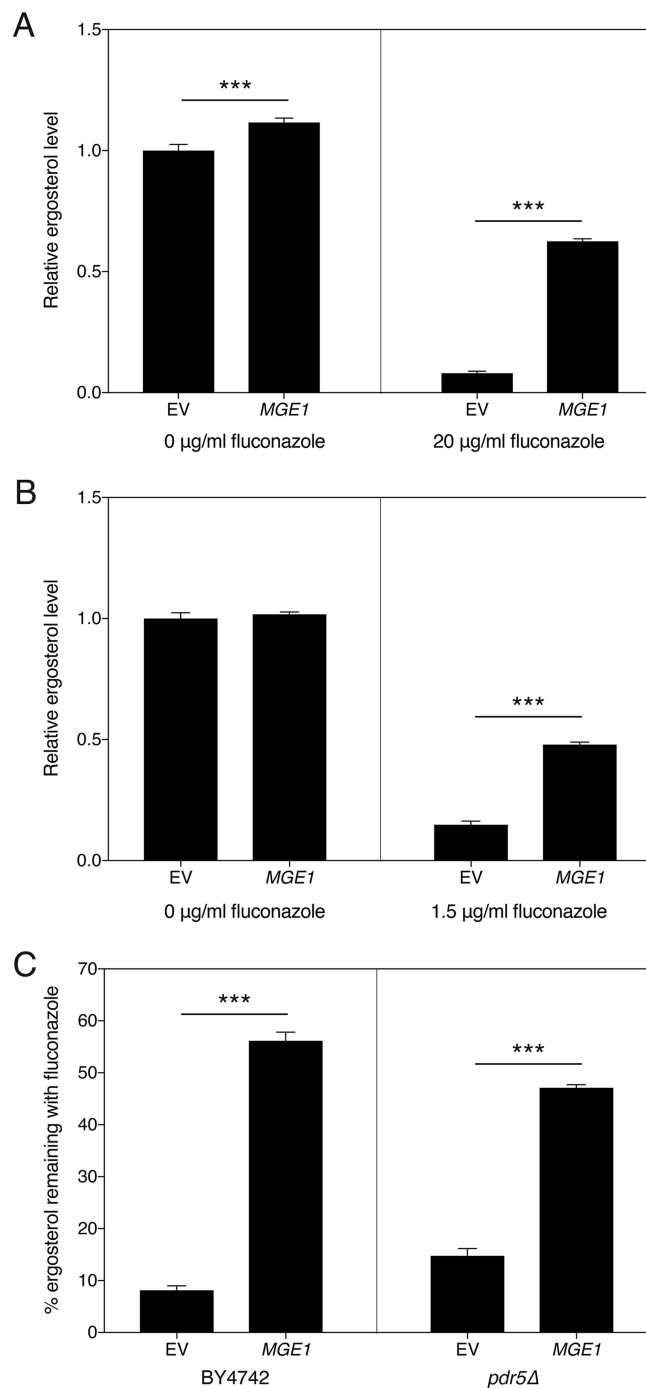 A
1.5
***
1.0
Relative ergosterol level
***
0.5
0.0
EV MGE1 EV MGE1
0 µg/ml fluconazole 20 µg/ml fluconazole
B
1.5
1.0
Relative ergosterol level
***
0.5
0.0
EV MGE1 EV MGE1
0 µg/ml fluconazole 1.5 µg/ml fluconazole
C
70
***
60
***
50
% ergosterol remaining with fluconazole
40
30
20
10
0
EV MGE1 EV MGE1
BY4742 pdr5Δ